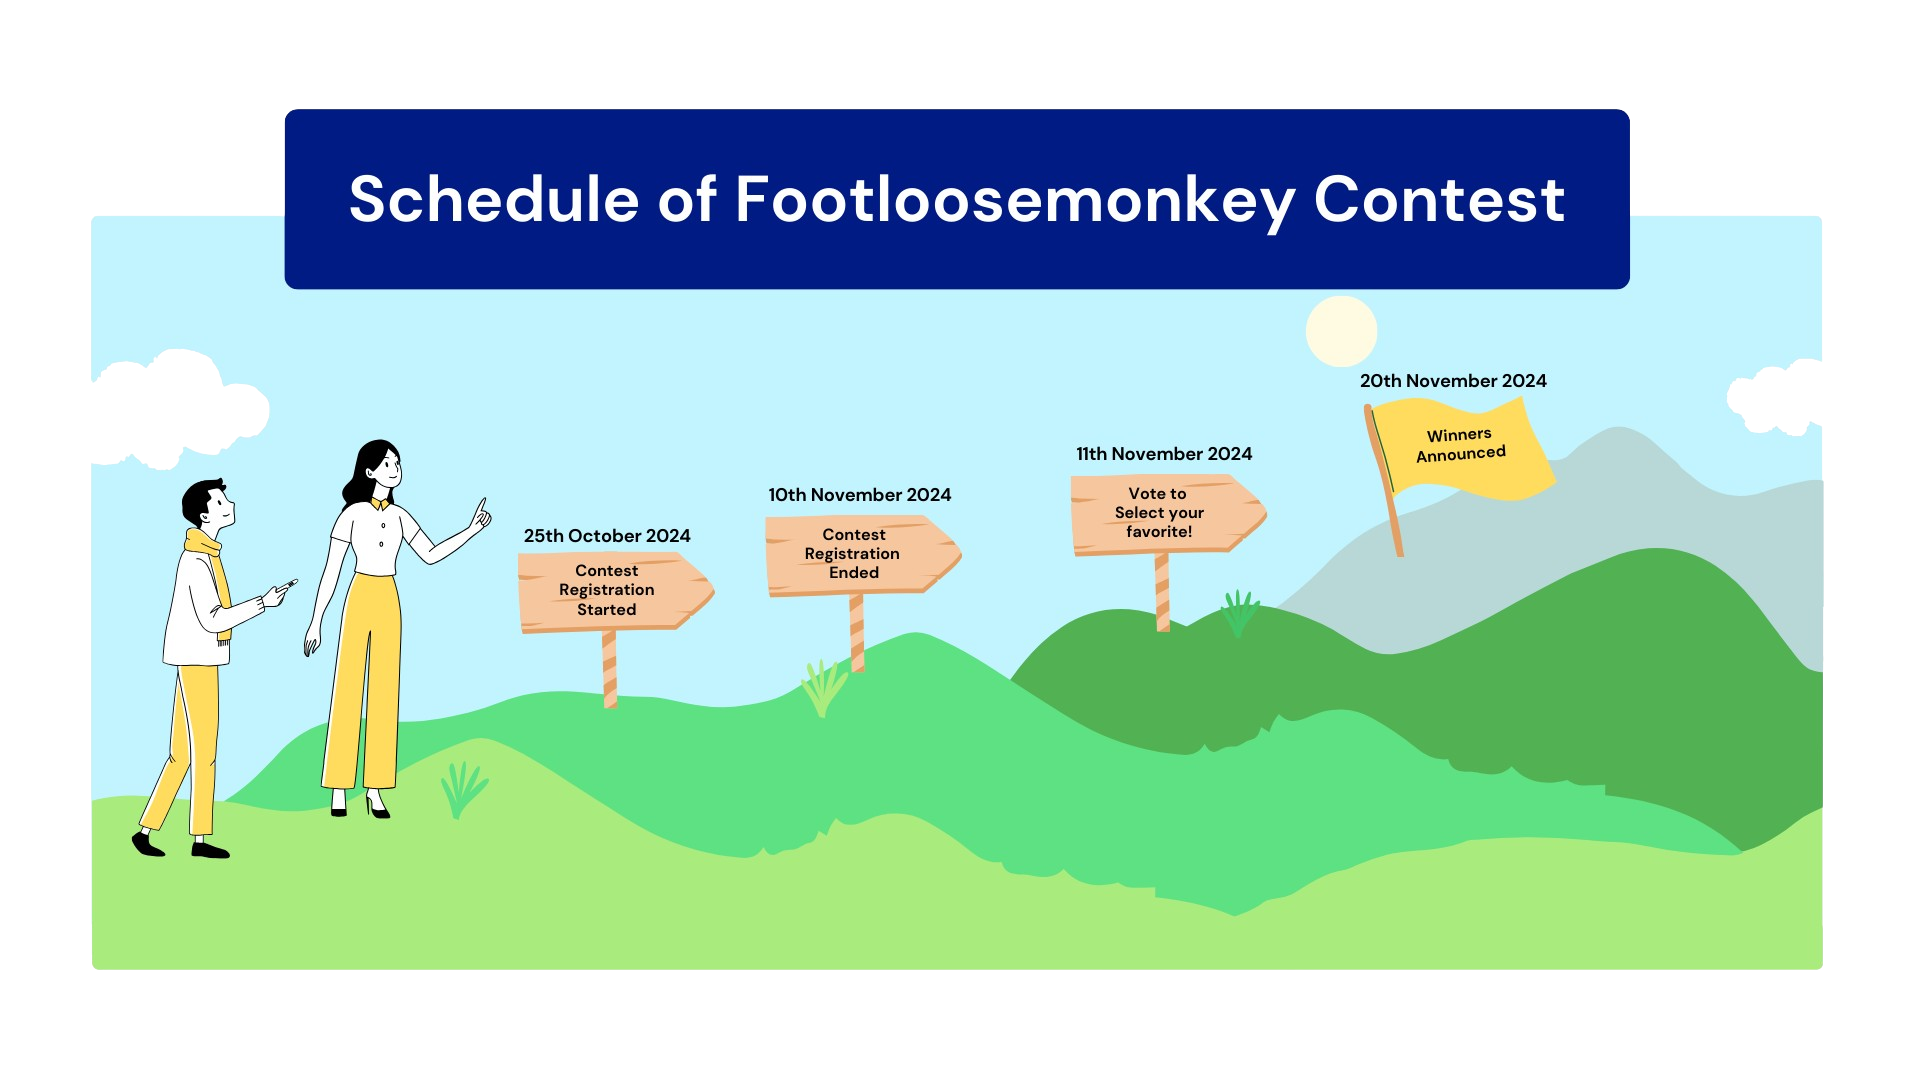 Schedule of Footloosemonkey Contest
25th October 2024
Contest
Registration
Started
10th November 2024
Contest
Registration
Ended
11th November 2024
Vote to
Select your
favorite!
20th November 2024
Winners
Announced